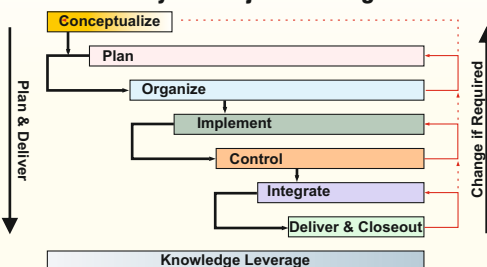 Conceptualize
Plan
Organize
Implement
Control
Integrate
Deliver & Closeout
Knowledge Leverage
Plan & Deliver
Change if Required